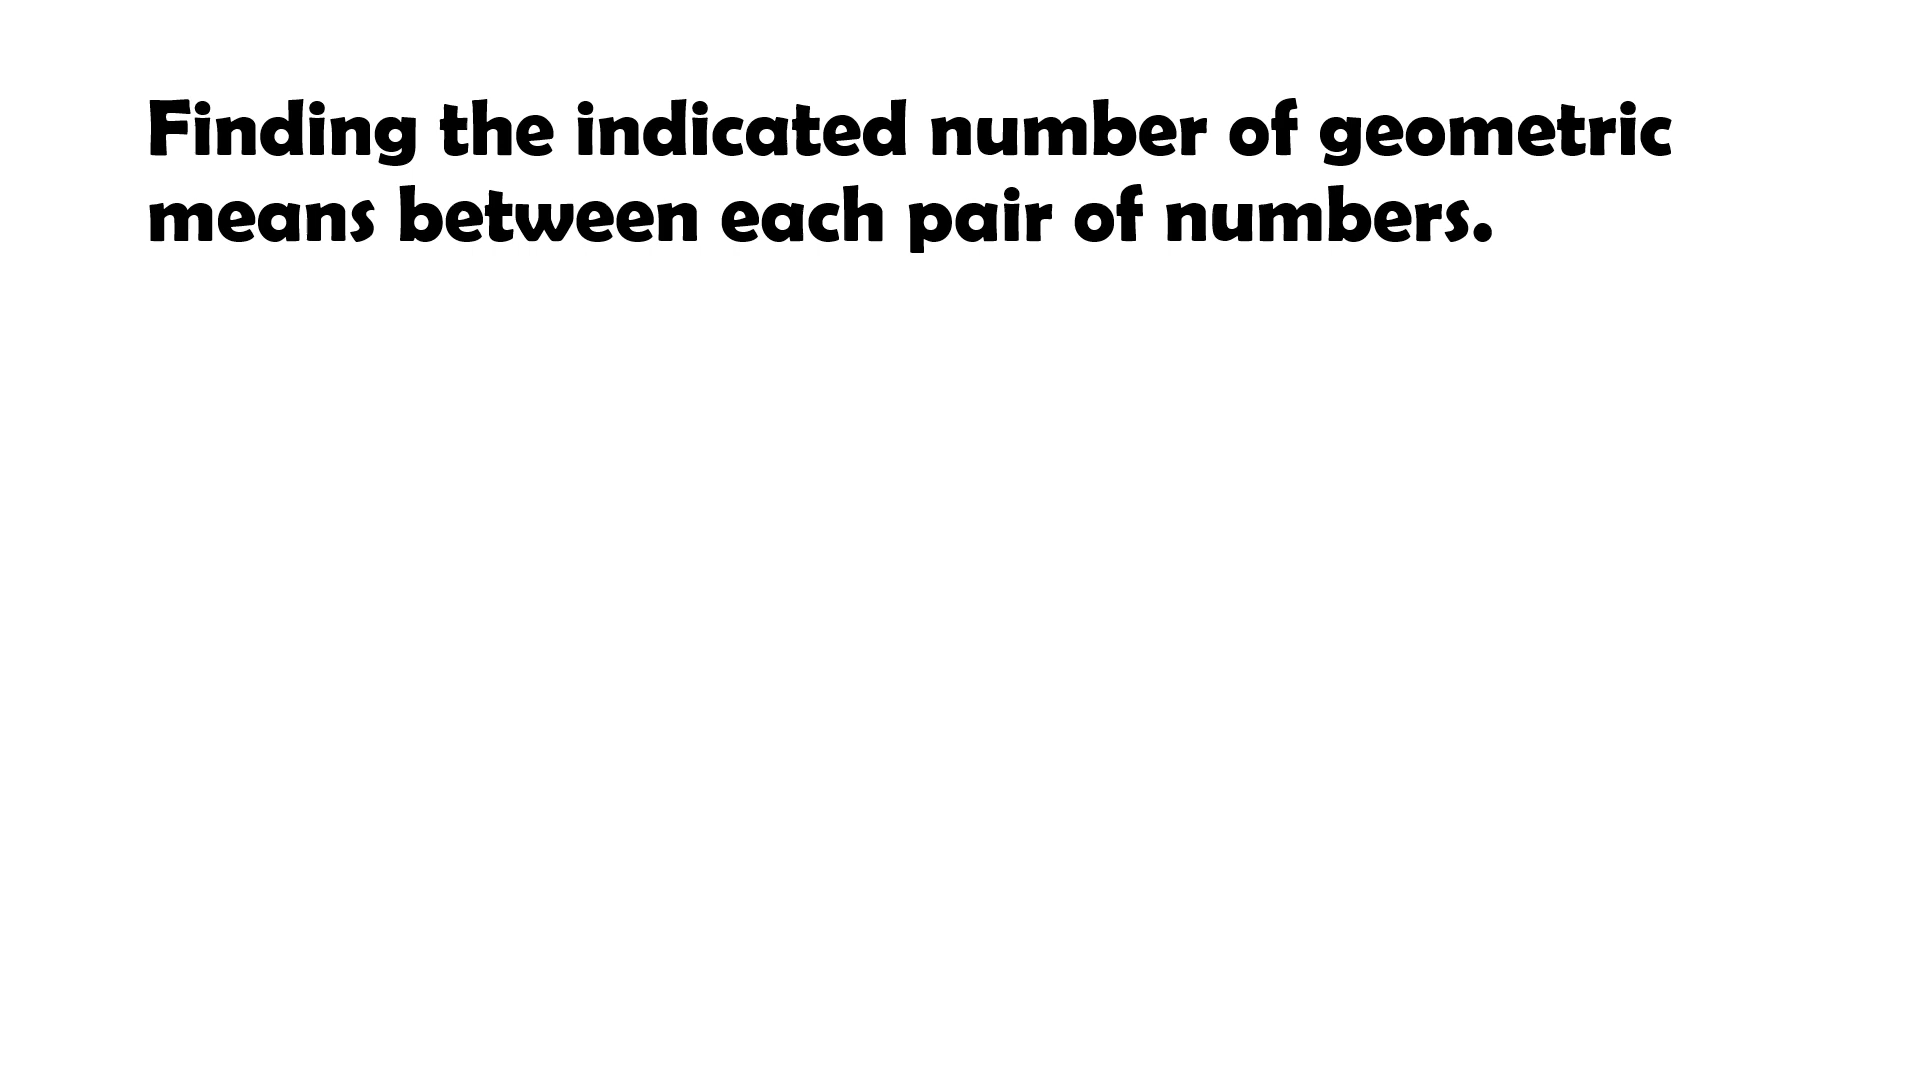 Finding the indicated number of geometric
means between each pair of numbers.